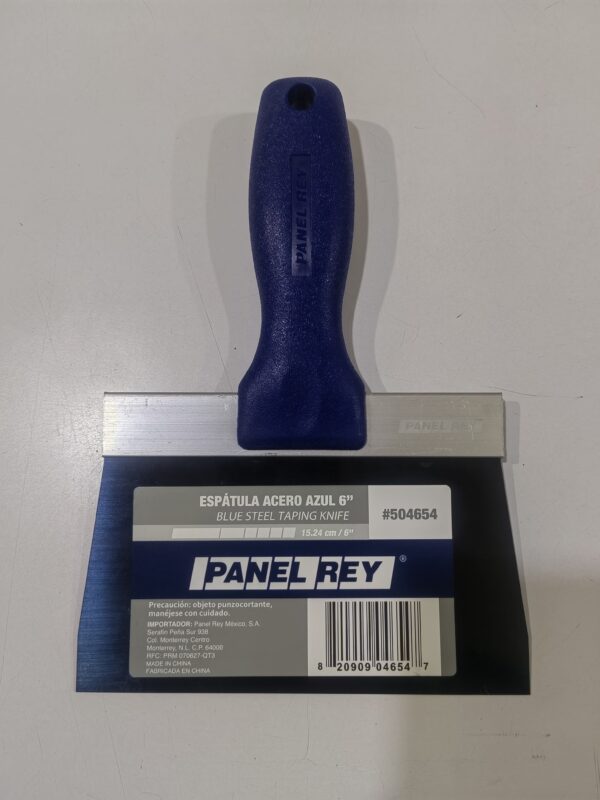 PANEL REY
PANEL REY
ESPÁTULA ACERO AZUL 6”
BLUE STEEL TAPING KNIFE
#504654
15.24 cm / 6"
PANEL REY®
Precaución: objeto punzocortante,
manéjese con cuidado.
IMPORTADOR: Panel Rey México, S.A.
Serafin Peña Sur 938
Col. Monterrey Centro
Monterrey, N.L. C.P. 64000
RFC: PRM 070627-QT3
MADE IN CHINA
FABRICADA EN CHINA
8 20909 04654 7